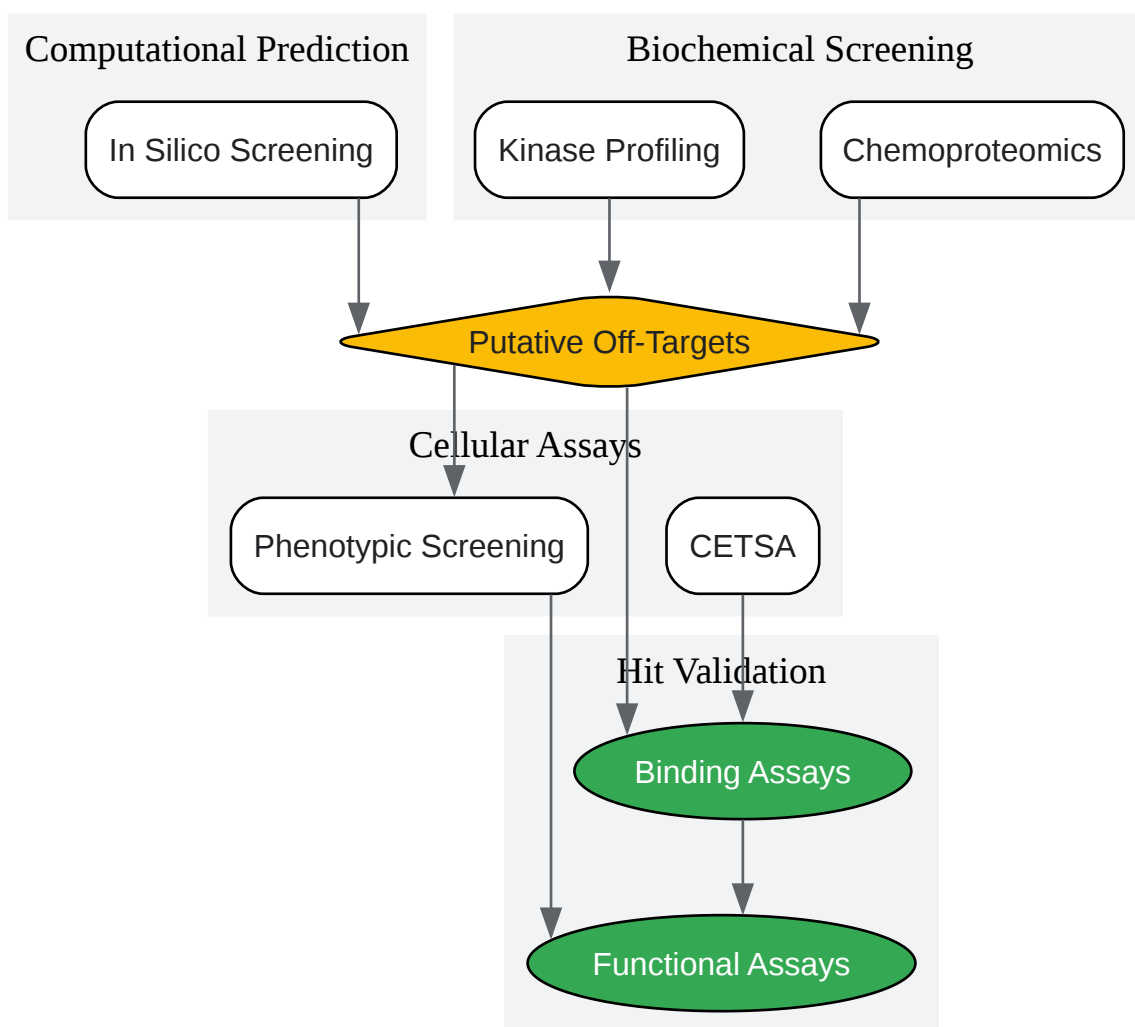 Computational Prediction
Biochemical Screening
In Silico Screening
Kinase Profiling
Chemoproteomics
Putative Off-Targets
Cellular Assays
Phenotypic Screening
CETSA
Hit Validation
Binding Assays
Functional Assays